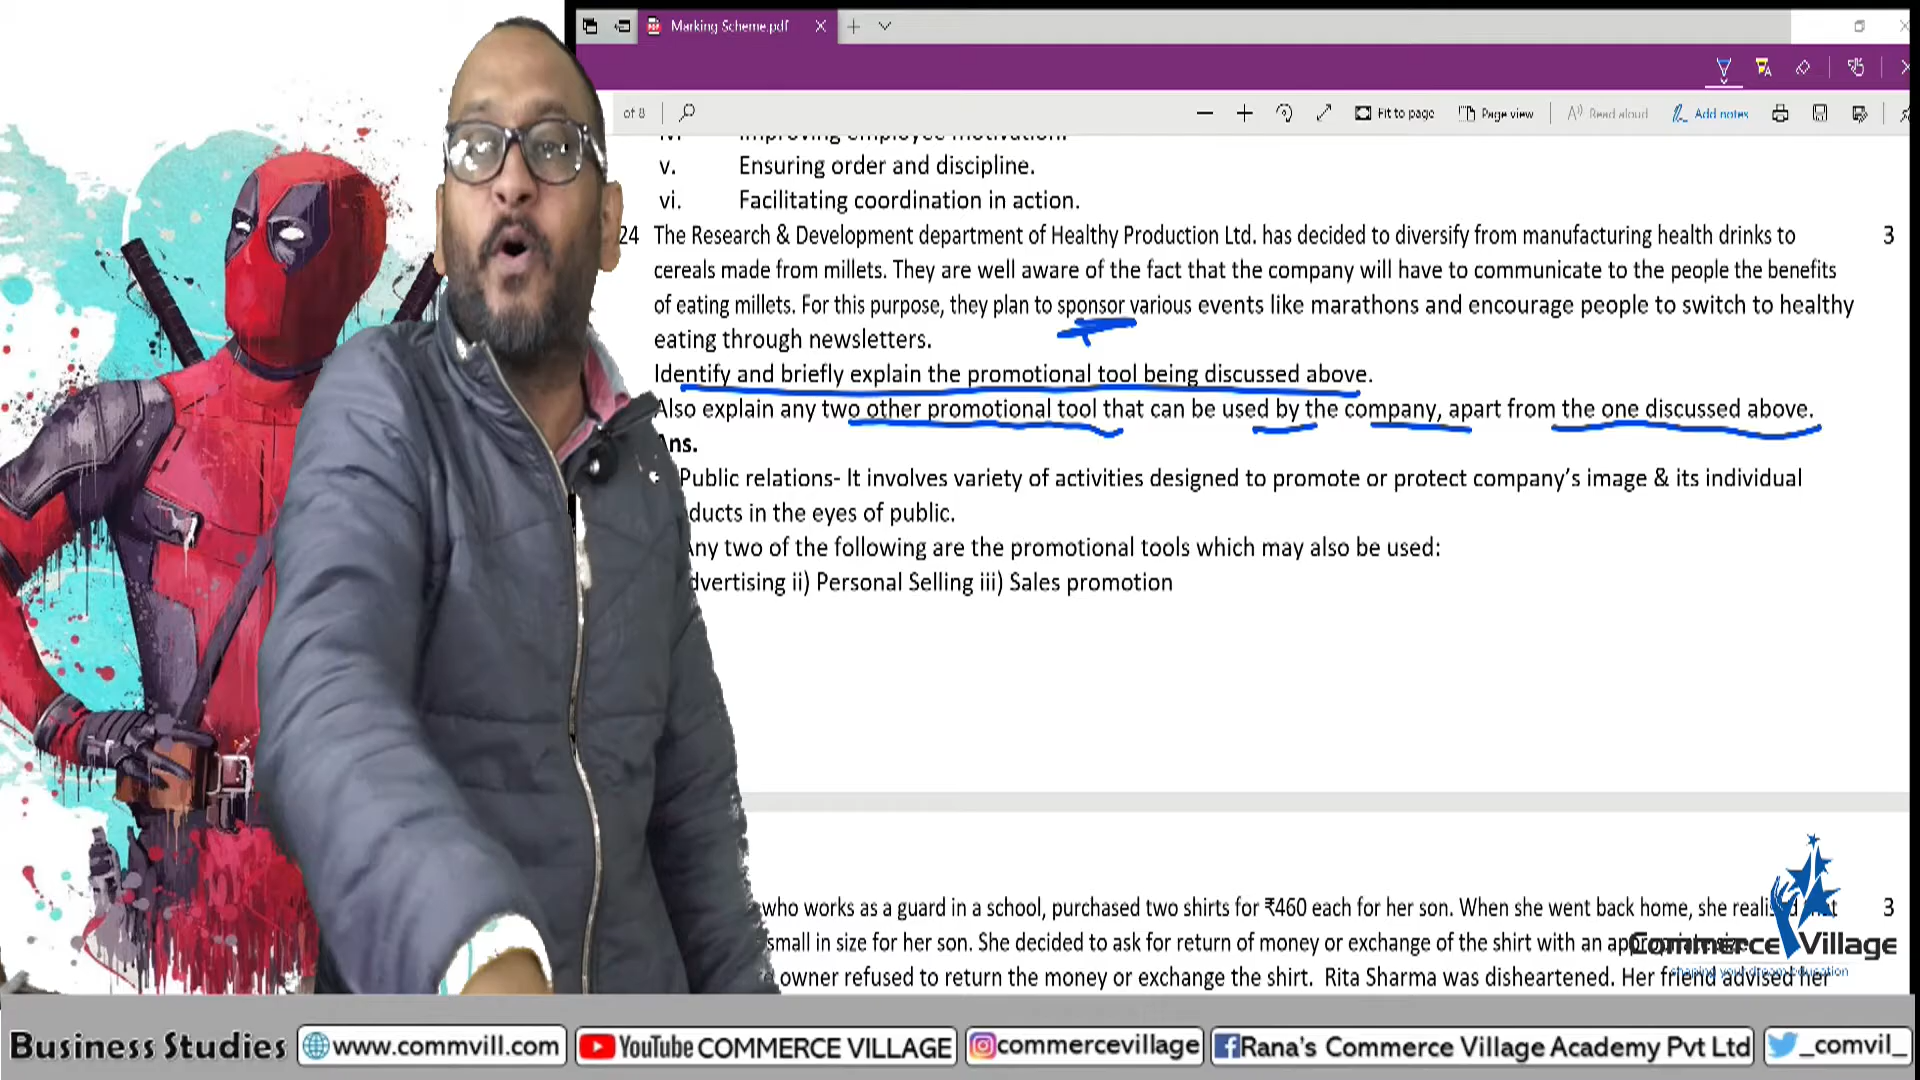 Marking Scheme.pdf
of 8
Fit to page
Page view
Read aloud
Add notes
Improving employee motivation.
v. Ensuring order and discipline.
vi. Facilitating coordination in action.
24 The Research & Development department of Healthy Production Ltd. has decided to diversify from manufacturing health drinks to 3
cereals made from millets. They are well aware of the fact that the company will have to communicate to the people the benefits
of eating millets. For this purpose, they plan to sponsor various events like marathons and encourage people to switch to healthy
eating through newsletters.
Identify and briefly explain the promotional tool being discussed above.
Also explain any two other promotional tool that can be used by the company, apart from the one discussed above.
Ans.
Public relations- It involves variety of activities designed to promote or protect company's image & its individual
ducts in the eyes of public.
Any two of the following are the promotional tools which may also be used:
dvertising ii) Personal Selling iii) Sales promotion
who works as a guard in a school, purchased two shirts for ₹460 each for her son. When she went back home, she 3
small in size for her son. She decided to ask for return of money or exchange of the shirt with an
owner refused to return the money or exchange the shirt. Rita Sharma was disheartened. Her friend advised her
Commerce Village
shaping your dream education
Business Studies
www.commvill.com
YouTube COMMERCE VILLAGE
commercevillage
Rana's Commerce Village Academy Pvt Ltd
_comvil_